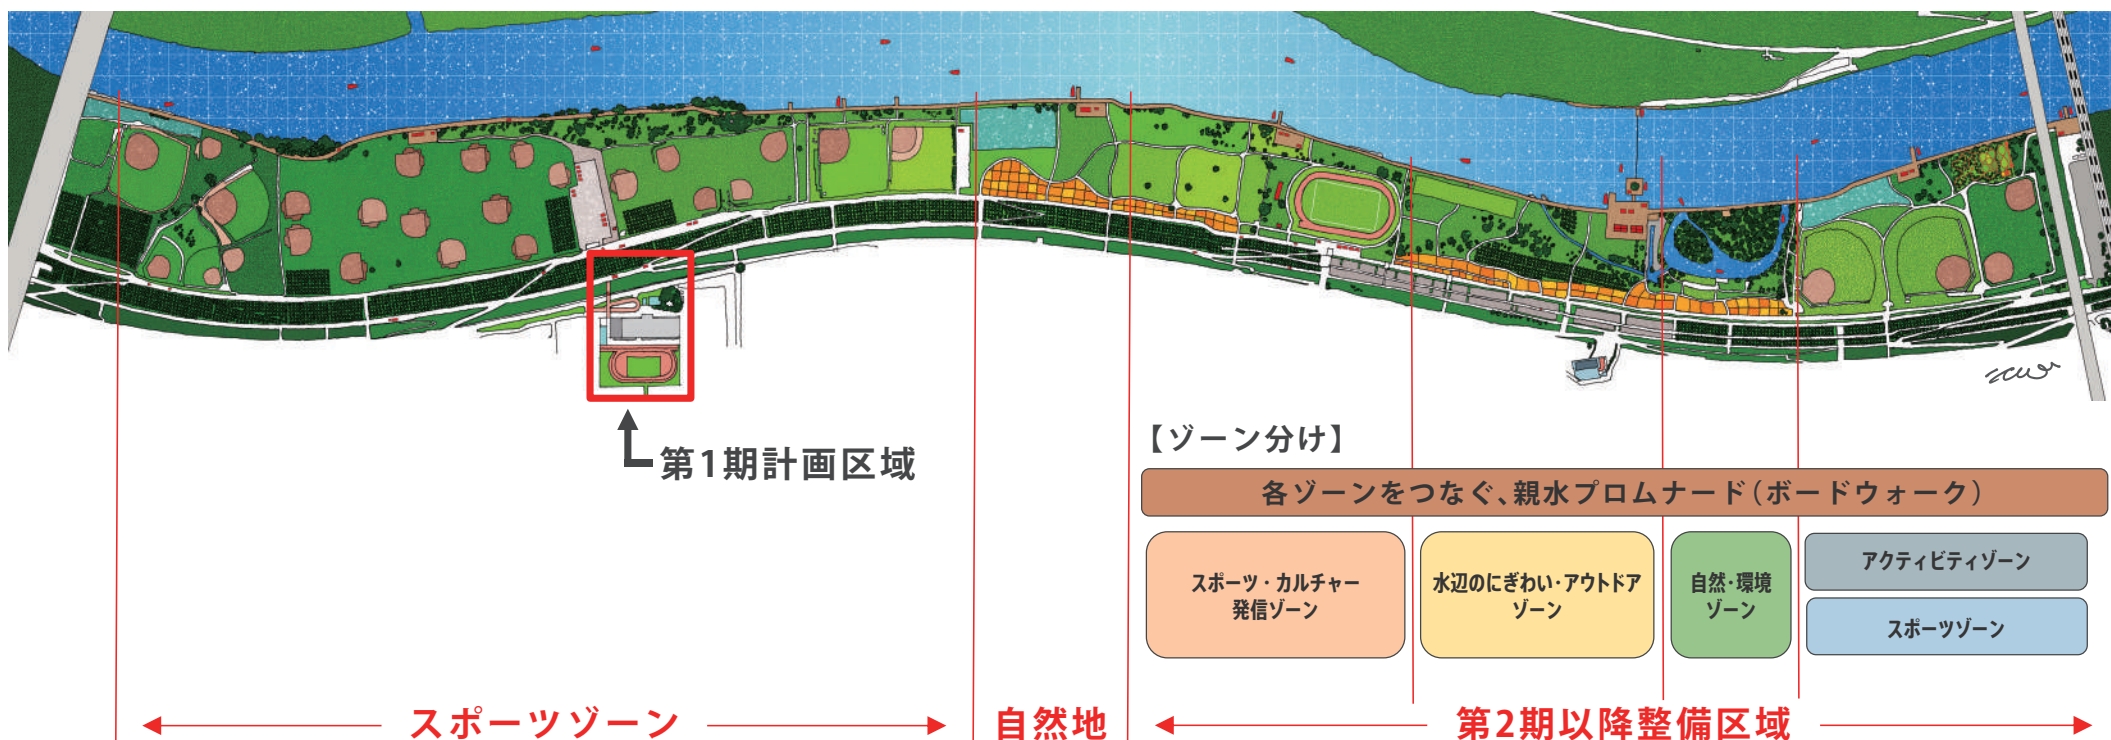 第1期計画区域
【ゾーン分け】
各ゾーンをつなぐ、親水プロムナード(ボードウォーク)
スポーツ・カルチャー
発信ゾーン
水辺のにぎわい・アウトドア
ゾーン
自然・環境
ゾーン
アクティビティゾーン
スポーツゾーン
スポーツゾーン
自然地
第2期以降整備区域